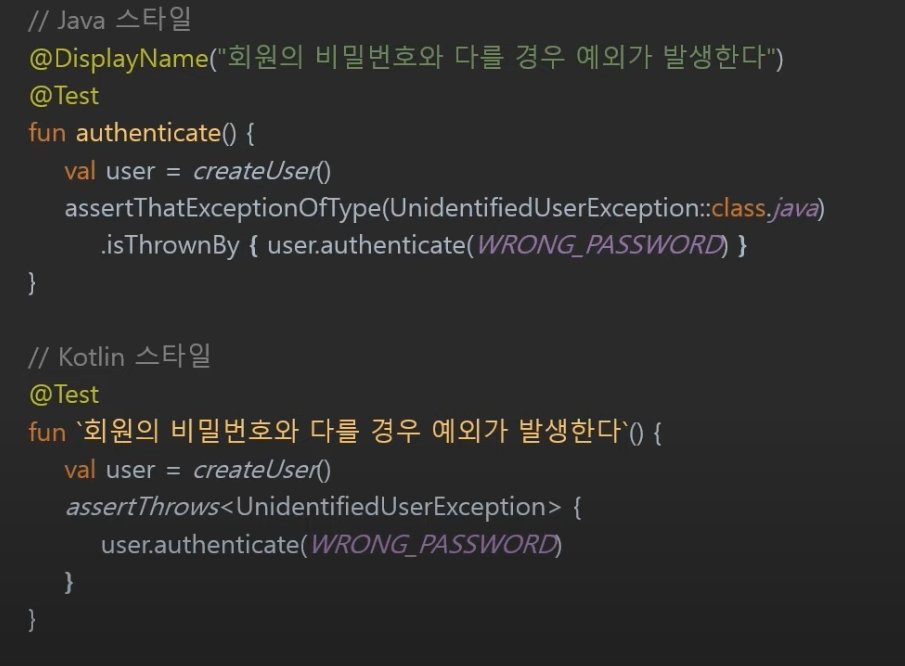 // Java 스타일
@DisplayName("회원의 비밀번호와 다를 경우 예외가 발생한다")
@Test
fun authenticate() {
    val user = createUser()
    assertThatExceptionOfType(UnidentifiedUserException::class.java)
        .isThrownBy { user.authenticate(WRONG_PASSWORD) }
}
// Kotlin 스타일
@Test
fun `회원의 비밀번호와 다를 경우 예외가 발생한다`() {
    val user = createUser()
    assertThrows<UnidentifiedUserException> {
        user.authenticate(WRONG_PASSWORD)
    }
}